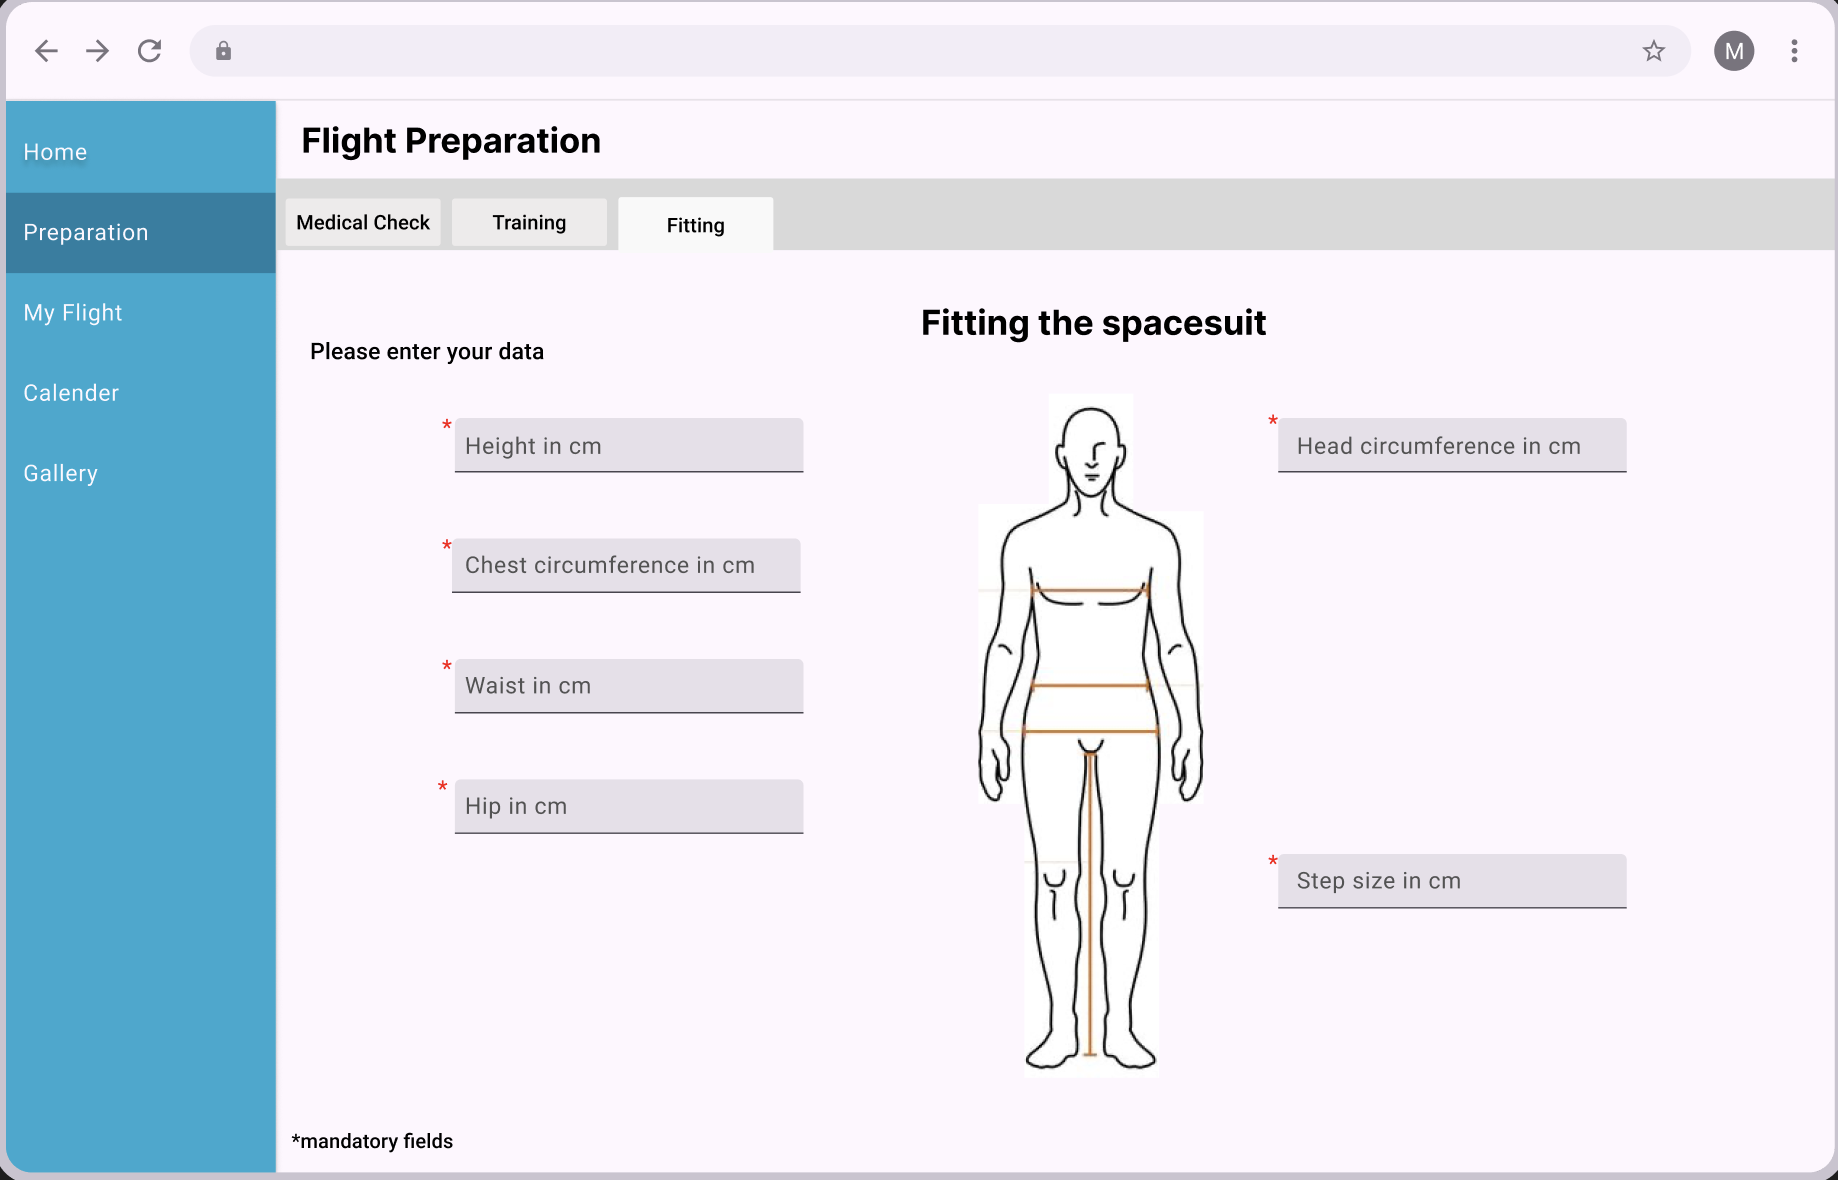 M
Home
Preparation
My Flight
Calender
Gallery
Flight Preparation
Medical Check
Training
Fitting
Fitting the spacesuit
Please enter your data
* Height in cm
* Head circumference in cm
* Chest circumference in cm
* Waist in cm
* Hip in cm
* Step size in cm
*mandatory fields